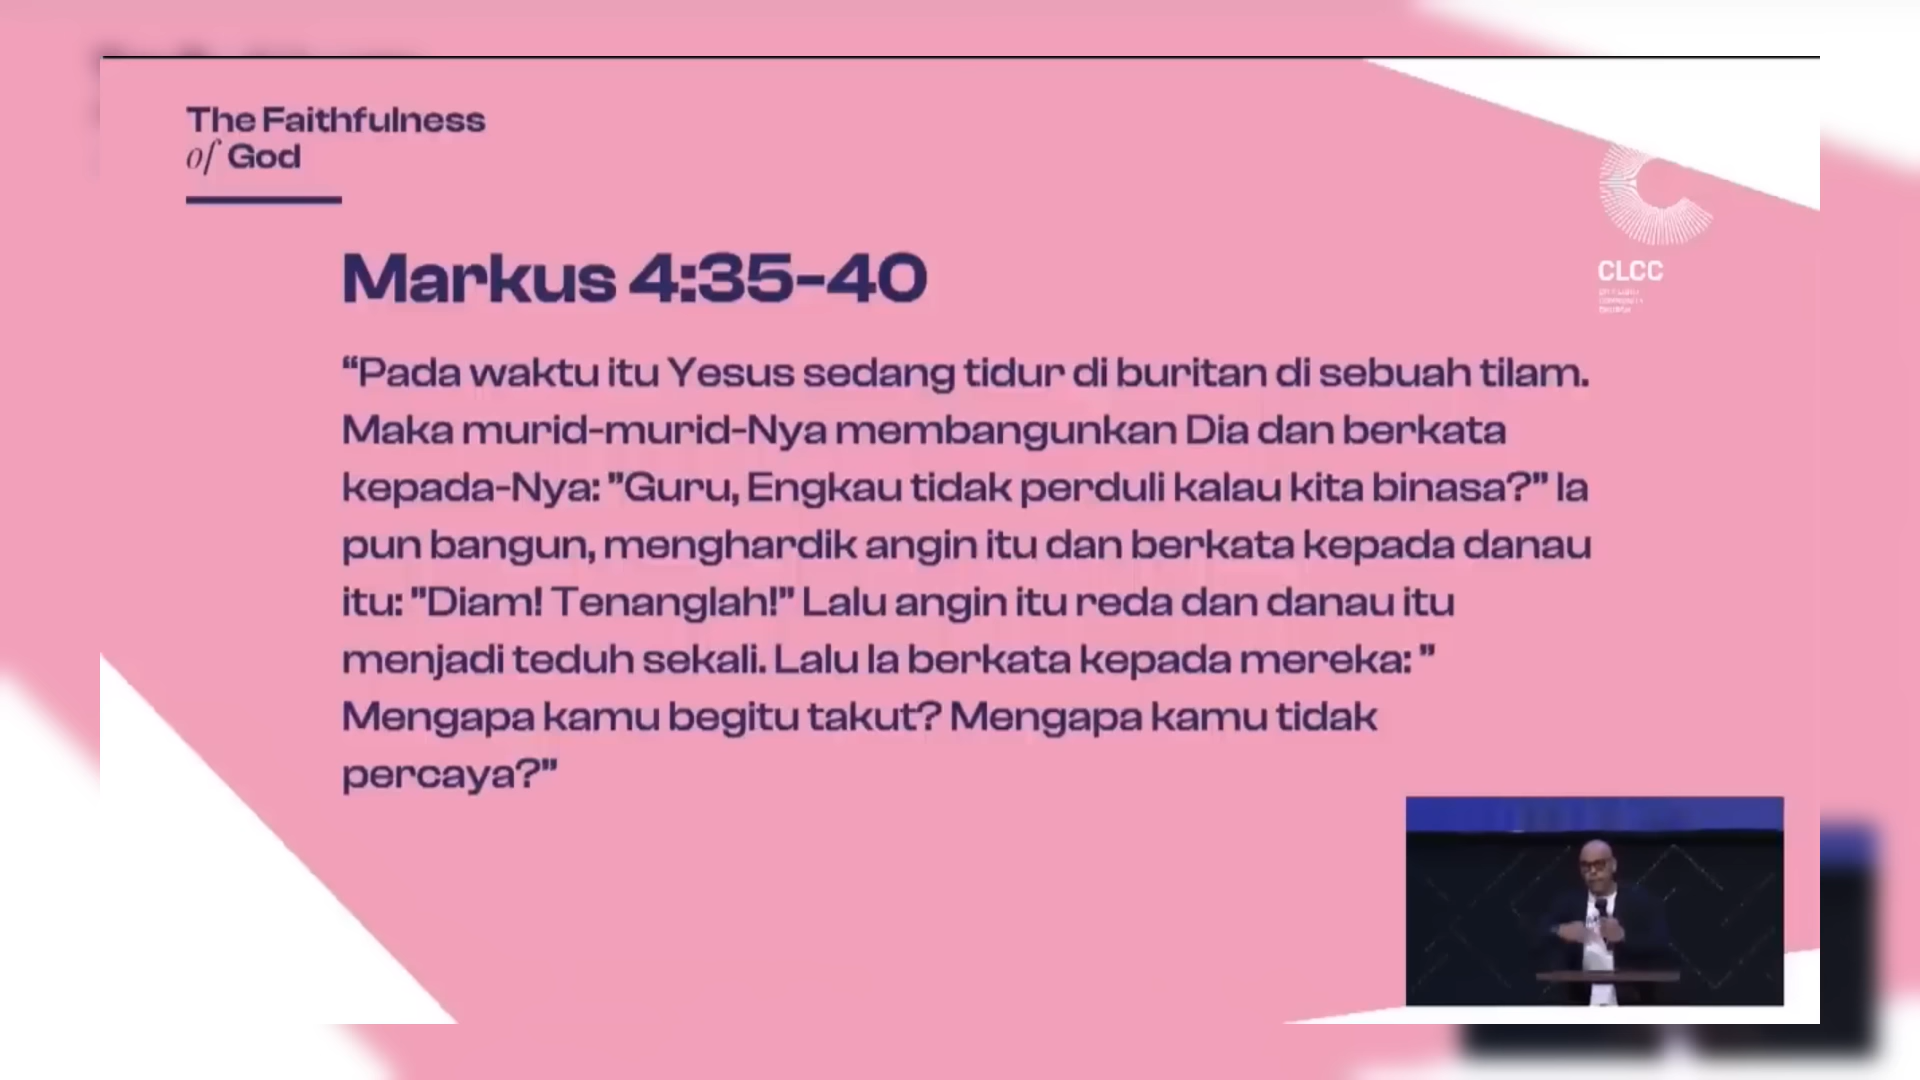 The Faithfulness
of God
Markus 4:35-40
CLCC
“Pada waktu itu Yesus sedang tidur di buritan di sebuah tilam.
Maka murid-murid-Nya membangunkan Dia dan berkata
kepada-Nya: "Guru, Engkau tidak perduli kalau kita binasa?" Ia
pun bangun, menghardik angin itu dan berkata kepada danau
itu: "Diam! Tenanglah!" Lalu angin itu reda dan danau itu
menjadi teduh sekali. Lalu Ia berkata kepada mereka: "
Mengapa kamu begitu takut? Mengapa kamu tidak
percaya?"